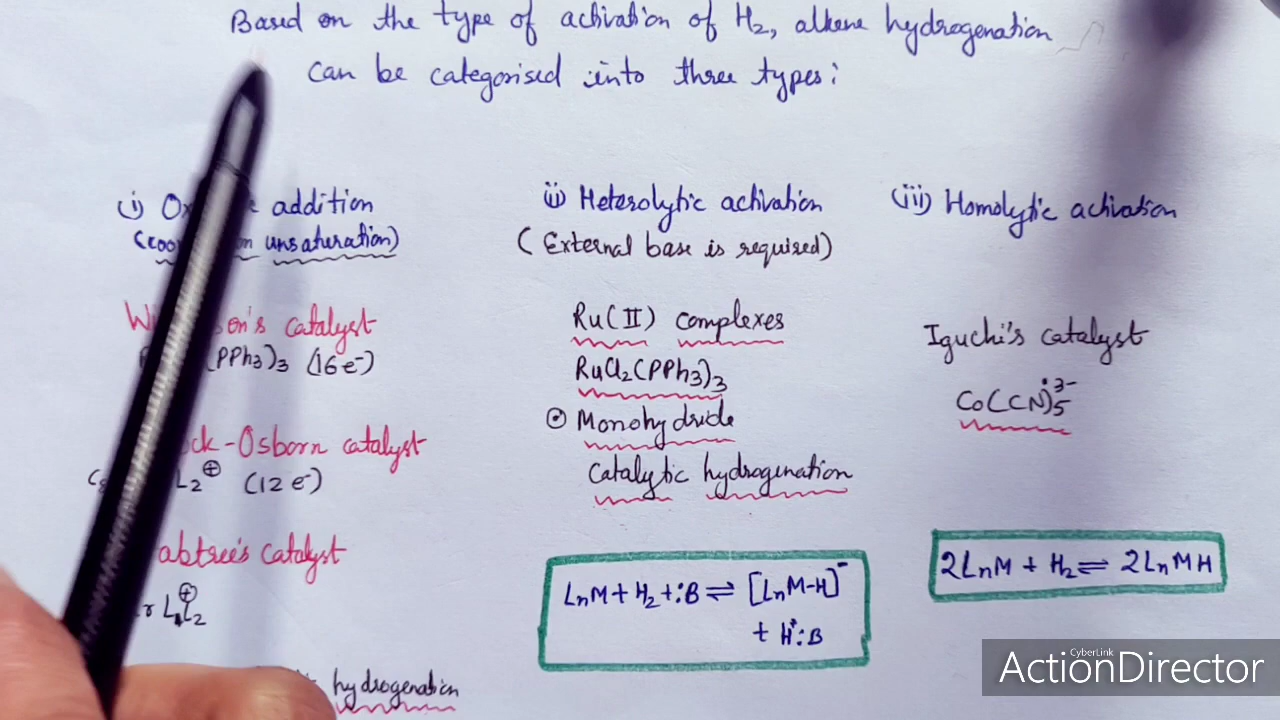 Based on the type of activation of H₂, alkene hydrogenation
can be categorised into three types:
(i) addition
unsaturation)
catalyst
(PPh₃)₃ (16e⁻)
-Osborn catalyst
L₂⊕ (12e⁻)
catalyst
hydrogenation
(ii) Heterolytic activation
(External base is required)
Ru(II) complexes
RuCl₂(PPh₃)₃
⊙ Monohydride
Catalytic hydrogenation
LnM + H₂ + :B ⇌ [LnM-H]⁻
+ H⁺:B
(iii) Homolytic activation
Iguchi's catalyst
Co(CN)₅•³⁻
2LnM + H₂ ⇌ 2LnMH
CyberLink
ActionDirector